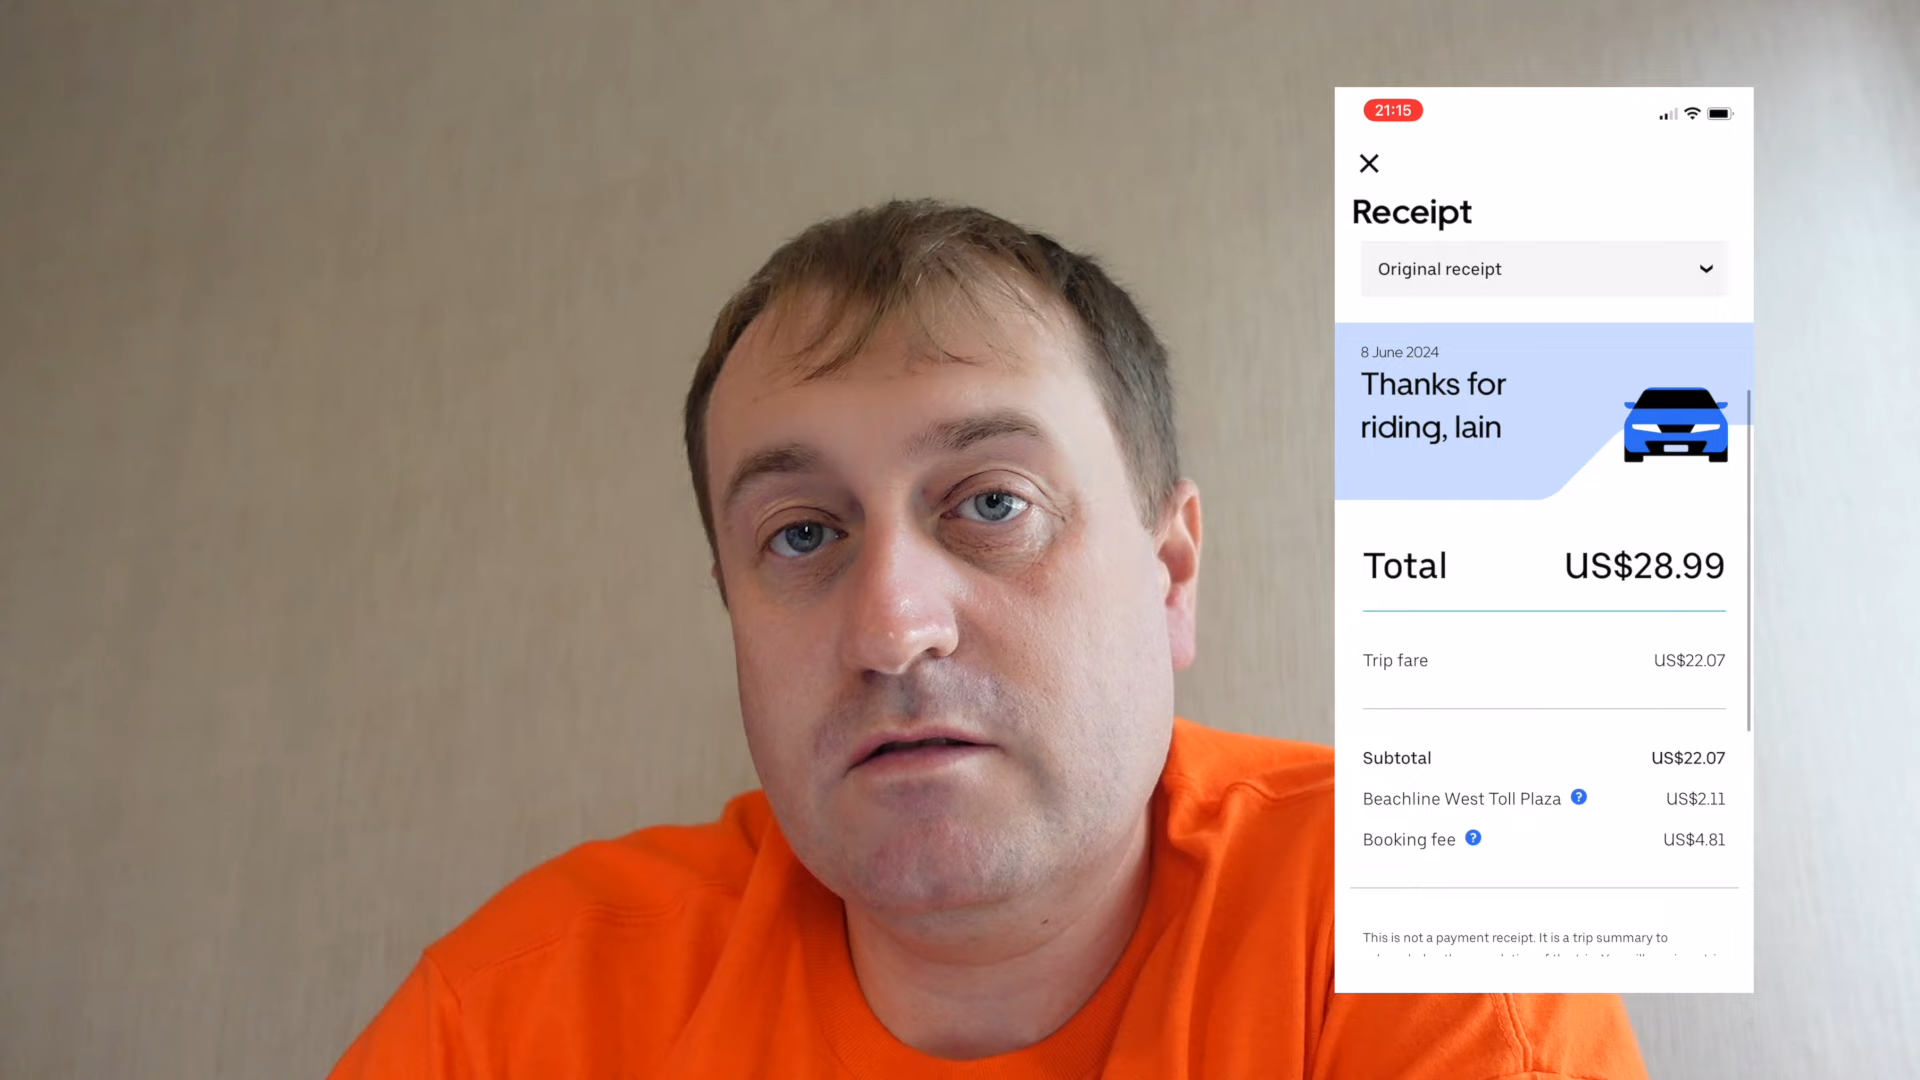 21:15
Receipt
Original receipt
8 June 2024
Thanks for
riding, Iain
Total US$28.99
Trip fare US$22.07
Subtotal US$22.07
Beachline West Toll Plaza ? US$2.11
Booking fee ? US$4.81
This is not a payment receipt. It is a trip summary to